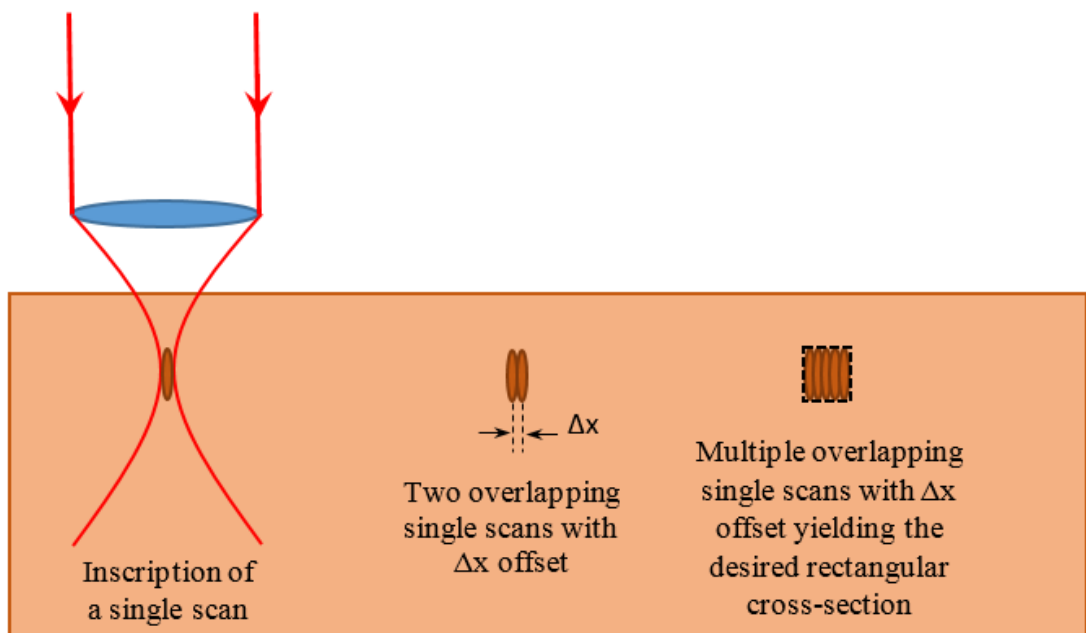 Inscription of
a single scan
Δx
Two overlapping
single scans with
Δx offset
Multiple overlapping
single scans with Δx
offset yielding the
desired rectangular
cross-section